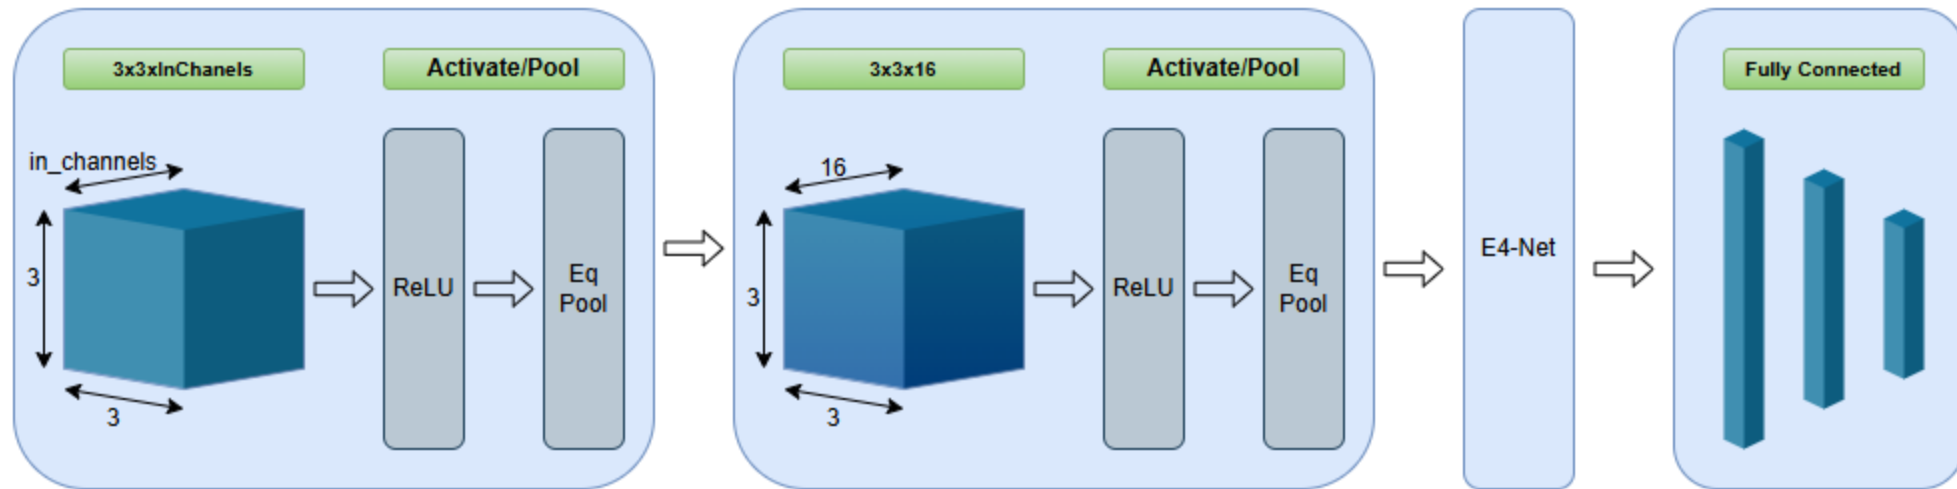 3x3xInChanels
Activate/Pool
in_channels
3
3
ReLU
Eq
Pool
3x3x16
Activate/Pool
16
3
3
ReLU
Eq
Pool
E4-Net
Fully Connected